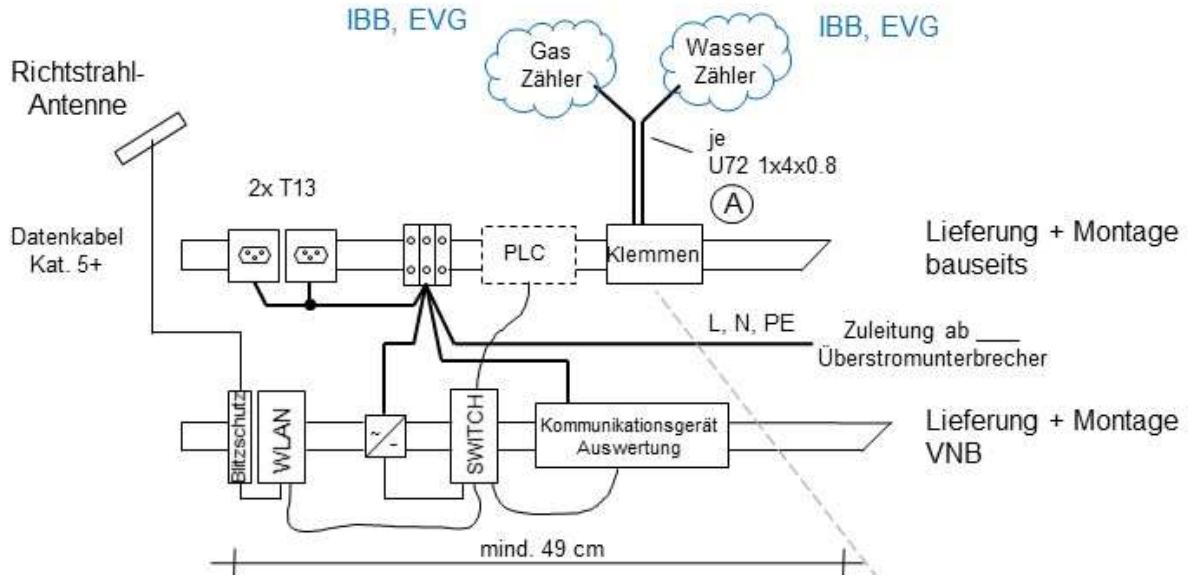 IBB, EVG
IBB, EVG
Gas
Zähler
Wasser
Zähler
Richtstrahl-
Antenne
je
U72 1x4x0.8
A
2x T13
Datenkabel
Kat. 5+
PLC
Klemmen
Lieferung + Montage
bauseits
L, N, PE
Zuleitung ab ___
Überstromunterbrecher
Blitzschutz
WLAN
~
-
SWITCH
Kommunikationsgerät
Auswertung
Lieferung + Montage
VNB
mind. 49 cm